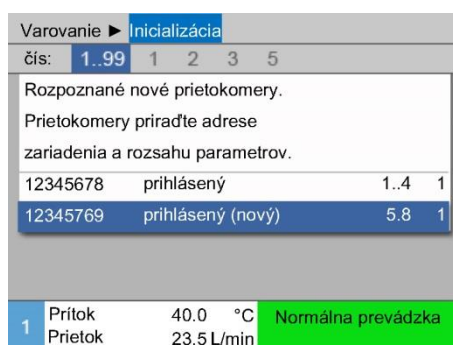 Varovanie ► Inicializácia
čís: 1..99 1 2 3 5
Rozpoznané nové prietokomery.
Prietokomery priraďte adrese
zariadenia a rozsahu parametrov.
12345678 prihlásený 1..4 1
12345769 prihlásený (nový) 5.8 1
1 Prítok 40.0 °C Normálna prevádzka
Prietok 23.5 L/min